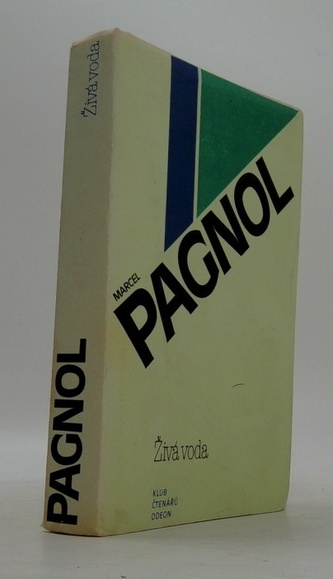 Živá voda
PAGNOL
MARCEL
PAGNOL
Živá voda
KLUB
ČTENÁŘŮ
ODEON